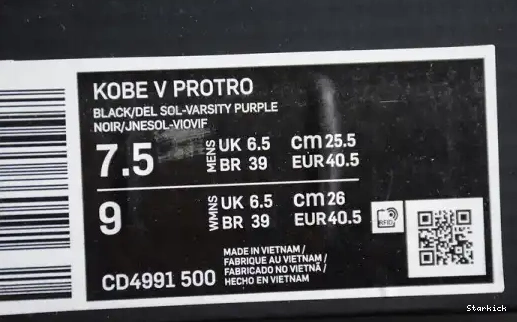 KOBE V PROTRO
BLACK/DEL SOL-VARSITY PURPLE
NOIR/JNESOL-VIOVIF
7.5 MENS UK 6.5 cm 25.5
BR 39 EUR 40.5
9 WMNS UK 6.5 cm 26
BR 39 EUR 40.5
RFID
MADE IN VIETNAM /
FABRIQUE AU VIETNAM /
FABRICADO NO VIETNÃ /
HECHO EN VIETNAM
CD4991 500
Starkick